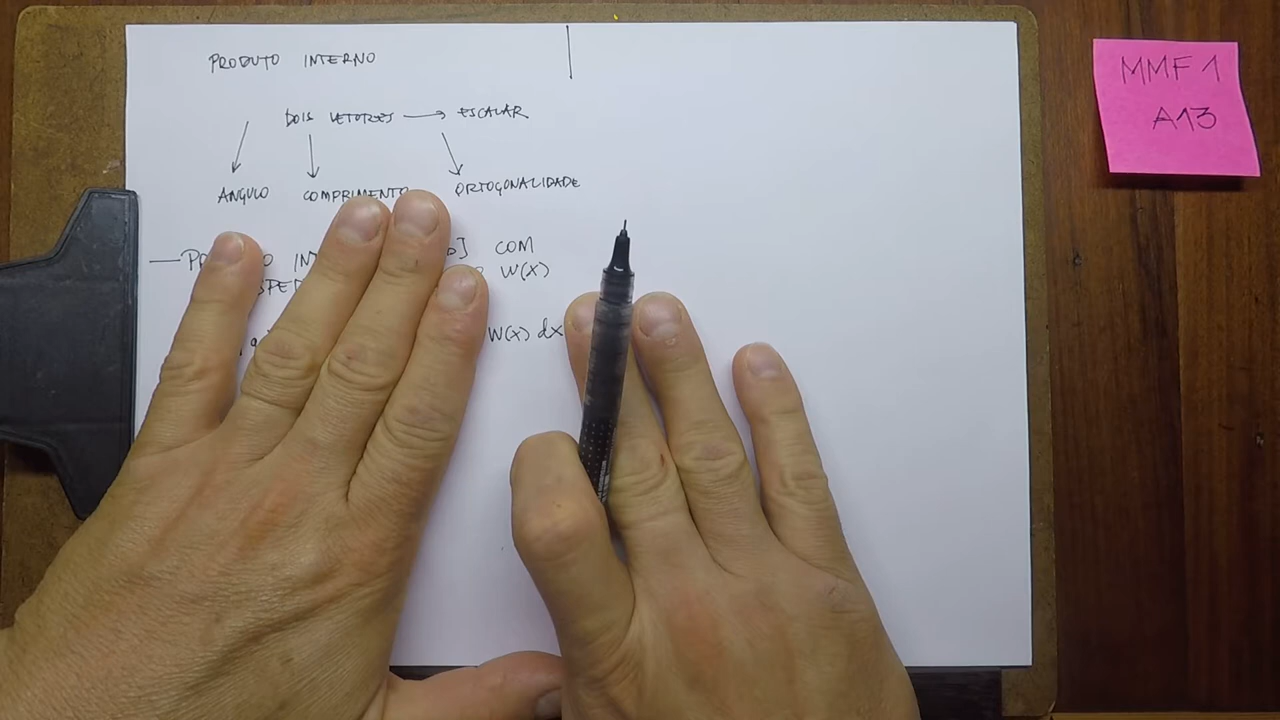 PRODUTO INTERNO
DOIS VETORES → ESCALAR
ANGULO COMPRIMENTO ORTOGONALIDADE
COM
W(X)
W(X) dX
MMF 1
A13